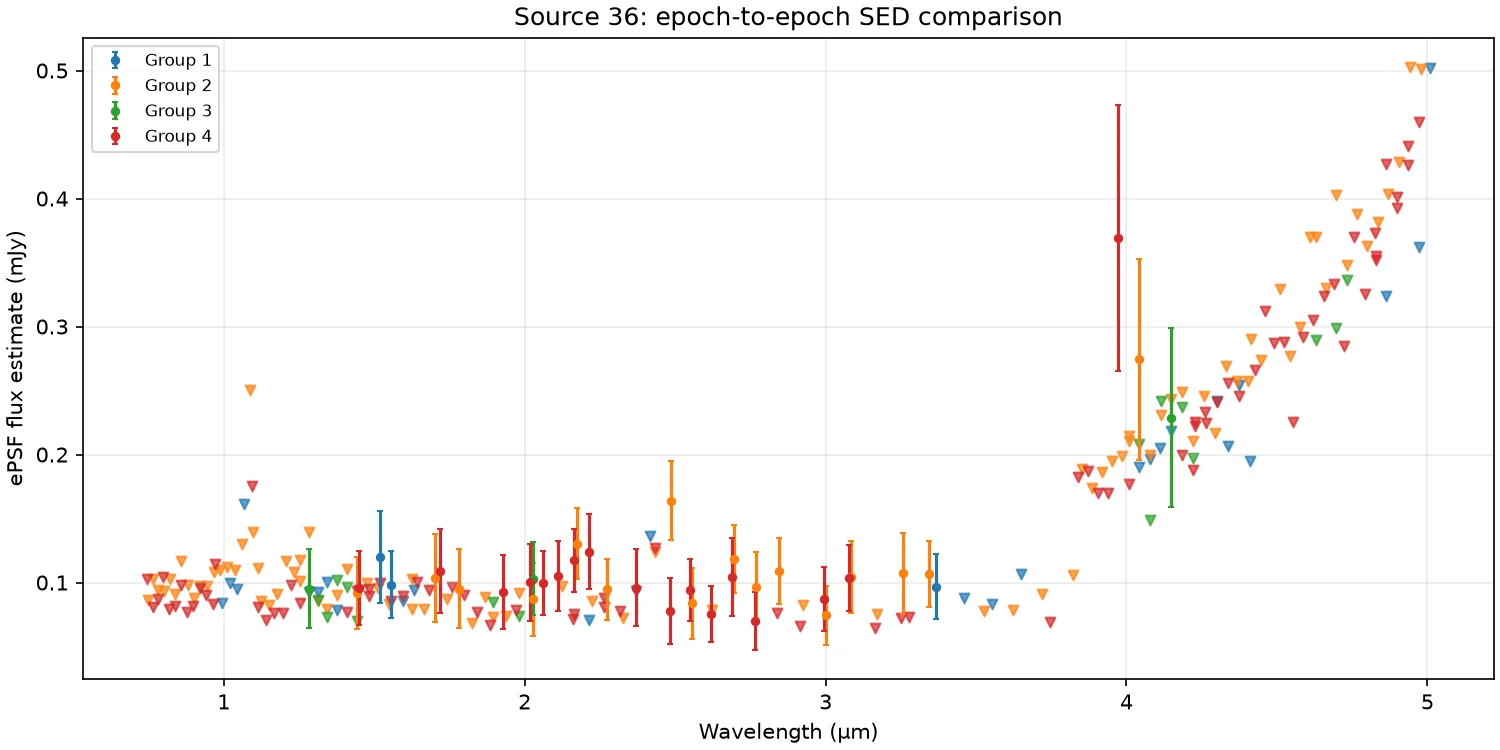 Source 36: epoch-to-epoch SED comparison
Group 1
Group 2
Group 3
Group 4
ePSF flux estimate (mJy)
0.5
0.4
0.3
0.2
0.1
1 2 3 4 5
Wavelength (µm)